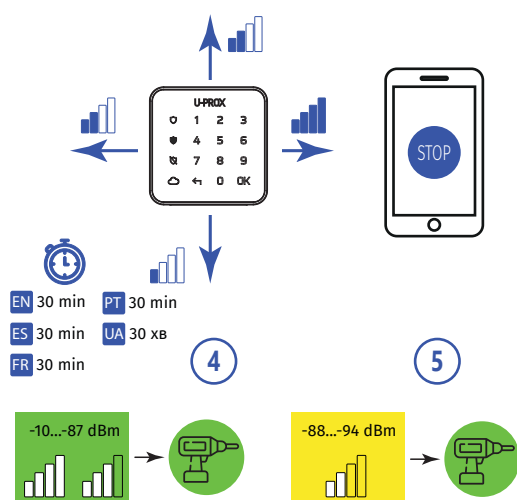 U-PROX
1 2 3
4 5 6
7 8 9
0 OK
STOP
EN 30 min PT 30 min
ES 30 min UA 30 хв
FR 30 min
4 5
-10...-87 dBm -88...-94 dBm